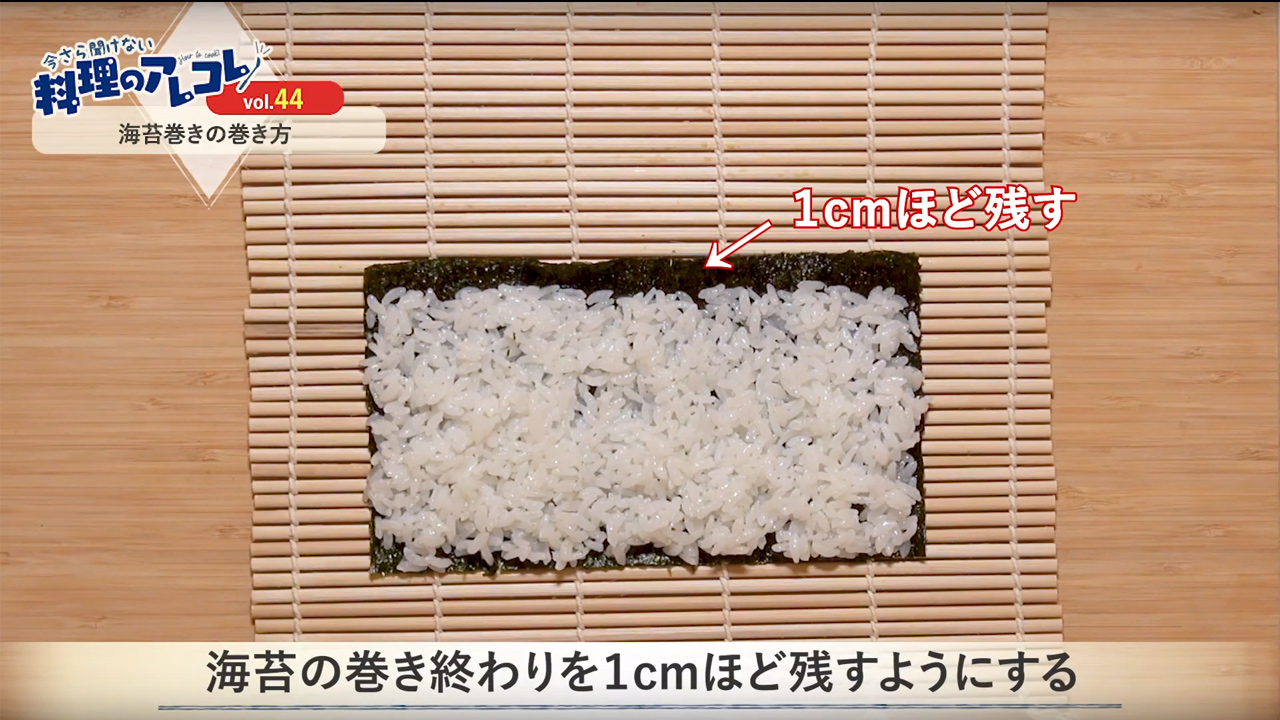 今さら聞けない
料理のアレコレ
How to cook
vol.44
海苔巻きの巻き方
1cmほど残す
海苔の巻き終わりを1cmほど残すようにする